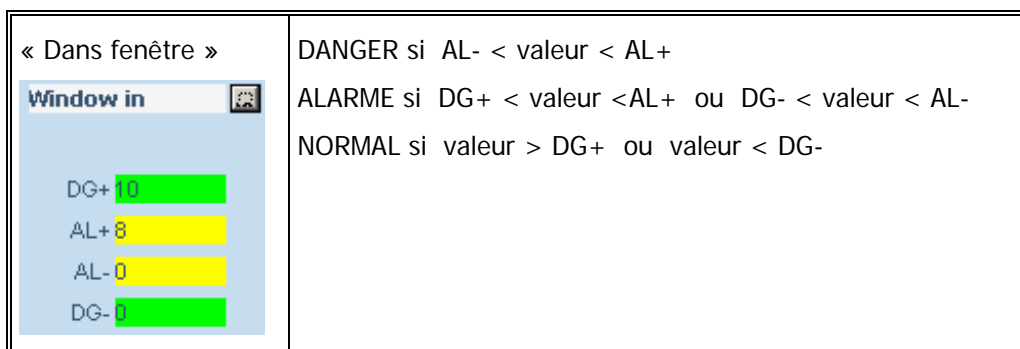 « Dans fenêtre »
Window in
DG+ 10
AL+ 8
AL- 0
DG- 0
DANGER si AL- < valeur < AL+
ALARME si DG+ < valeur <AL+ ou DG- < valeur < AL-
NORMAL si valeur > DG+ ou valeur < DG-